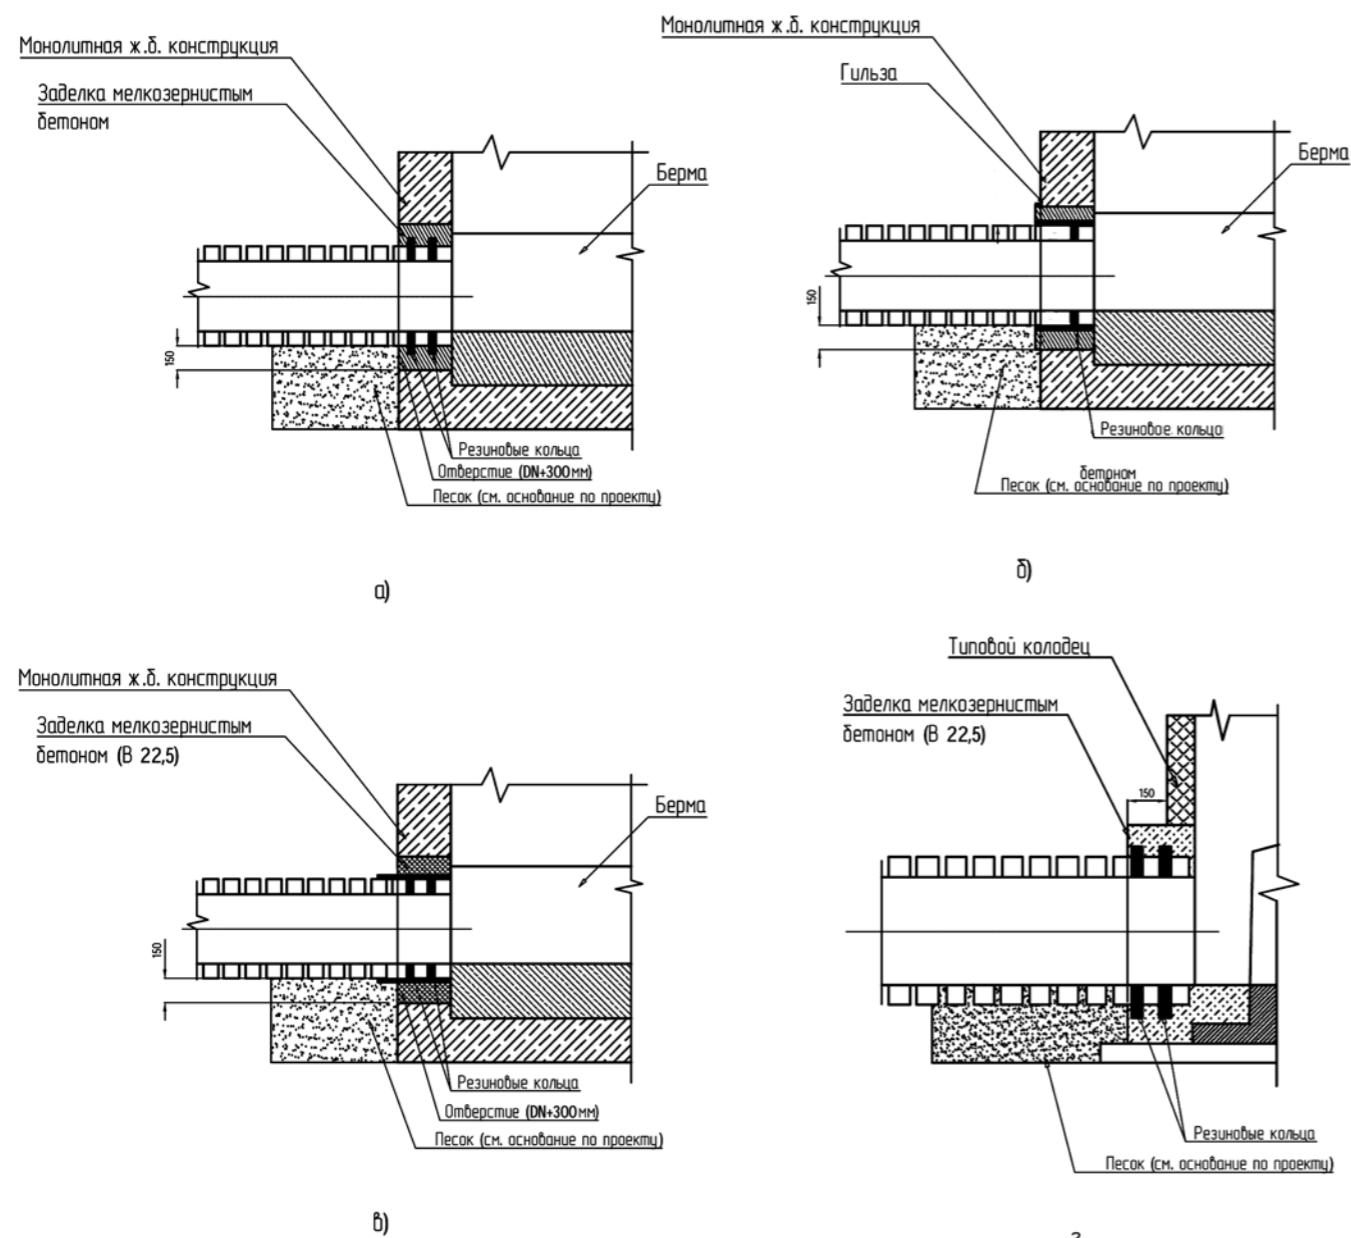 Монолитная ж.б. конструкция
Заделка мелкозернистым
бетоном
Берма
150
Резиновые кольца
Отверстие (DN+300мм)
Песок (см. основание по проекту)
а)
Монолитная ж.б. конструкция
Гильза
Берма
150
Резиновое кольцо
бетоном
Песок (см. основание по проекту)
б)
Монолитная ж.б. конструкция
Заделка мелкозернистым
бетоном (В 22,5)
Берма
150
Резиновые кольца
Отверстие (DN+300мм)
Песок (см. основание по проекту)
в)
Типовой колодец
Заделка мелкозернистым
бетоном (В 22,5)
150
Резиновые кольца
Песок (см. основание по проекту)